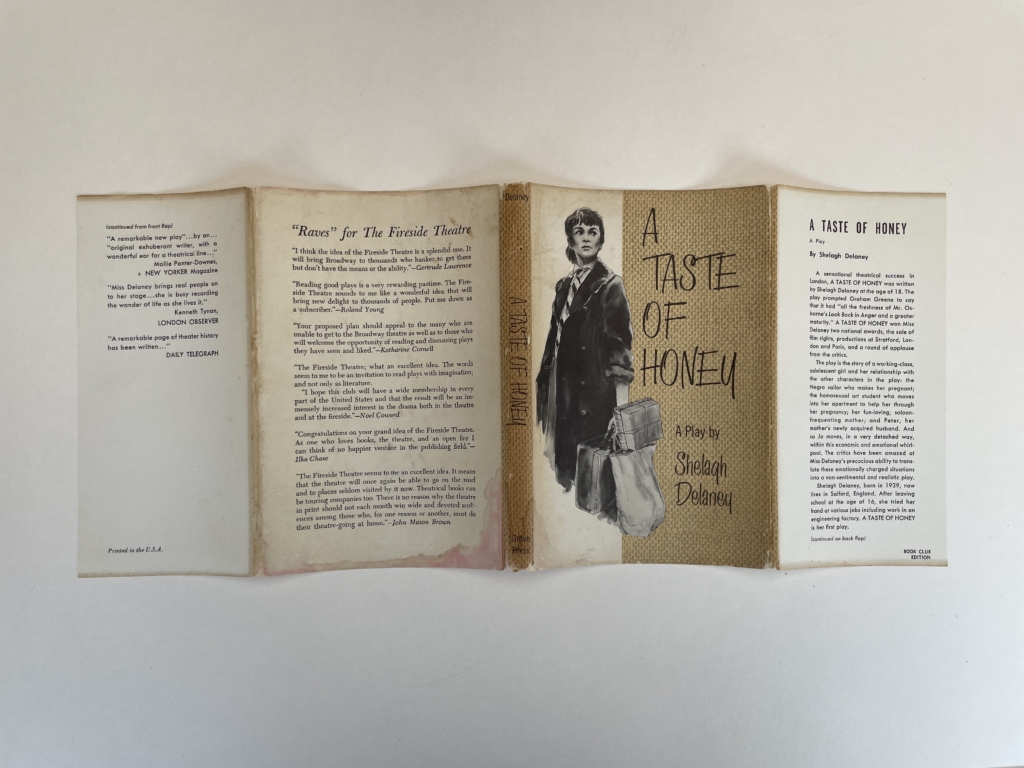 (continued from front flap)
"A remarkable new play"...by an...
"original exhuberant writer, with a
wonderful ear for a theatrical line..."
Mollie Panter-Downes,
NEW YORKER Magazine
"Miss Delaney brings real people on
to her stage...she is busy recording
the wonder of life as she lives it."
Kenneth Tynan,
LONDON OBSERVER
"A remarkable page of theater history
has been written..."
DAILY TELEGRAPH
Printed in the U.S.A.
"Raves" for The Fireside Theatre
"I think the idea of the Fireside Theatre is a splendid one. It
will bring Broadway to thousands who hanker to get there
but don't have the means or the ability."—Gertrude Lawrence
"Reading good plays is a very rewarding pastime. The Fire-
side Theatre sounds to me like a wonderful idea that will
bring new delight to thousands of people. Put me down as
a subscriber."—Roland Young
"Your proposed plan should appeal to the many who are
unable to get to the Broadway theatre as well as to those who
will welcome the opportunity of reading and discussing plays
they have seen and liked."—Katharine Cornell
"The Fireside Theatre; what an excellent idea. The words
seem to me to be an invitation to read plays with imagination,
and not only as literature.
"I hope this club will have a wide membership in every
part of the United States and that the result will be an im-
mensely increased interest in the drama both in the theatre
and at the fireside."—Noel Coward
"Congratulations on your grand idea of the Fireside Theatre.
As one who loves books, the theatre, and an open fire I
can think of no happier venture in the publishing field."—
Ilka Chase
"The Fireside Theatre seems to me an excellent idea. It means
that the theatre will once again be able to go on the road
and to places seldom visited by it now. Theatrical books can
be touring companies too. There is no reason why the theatre
in print should not each month win wide and devoted audi-
ences among those who, for one reason or another, must do
their theatre-going at home."—John Mason Brown
Delaney
A TASTE OF HONEY
Grove
Press
A
TASTE
OF
HONEY
A Play by
Shelagh
Delaney
A TASTE OF HONEY
A Play
By Shelagh Delaney
A sensational theatrical success in
London, A TASTE OF HONEY was written
by Shelagh Delaney at the age of 18. The
play prompted Graham Greene to say
that it had "all the freshness of Mr. Os-
borne's Look Back in Anger and a greater
maturity." A TASTE OF HONEY won Miss
Delaney two national awards, the sale of
film rights, productions at Stratford, Lon-
don and Paris, and a round of applause
from the critics.
The play is the story of a working-class,
adolescent girl and her relationship with
the other characters in the play: the
Negro sailor who makes her pregnant;
the homosexual art student who moves
into her apartment to help her through
her pregnancy; her fun-loving, saloon-
frequenting mother; and Peter, her
mother's newly acquired husband. And
so Jo moves, in a very detached way,
within this economic and emotional whirl-
pool. The critics have been amazed at
Miss Delaney's precocious ability to trans-
late these emotionally charged situations
into a non-sentimental and realistic play.
Shelagh Delaney, born in 1939, now
lives in Salford, England. After leaving
school at the age of 16, she tried her
hand at various jobs including work in an
engineering factory. A TASTE OF HONEY
is her first play.
(continued on back flap)
BOOK CLUB
EDITION